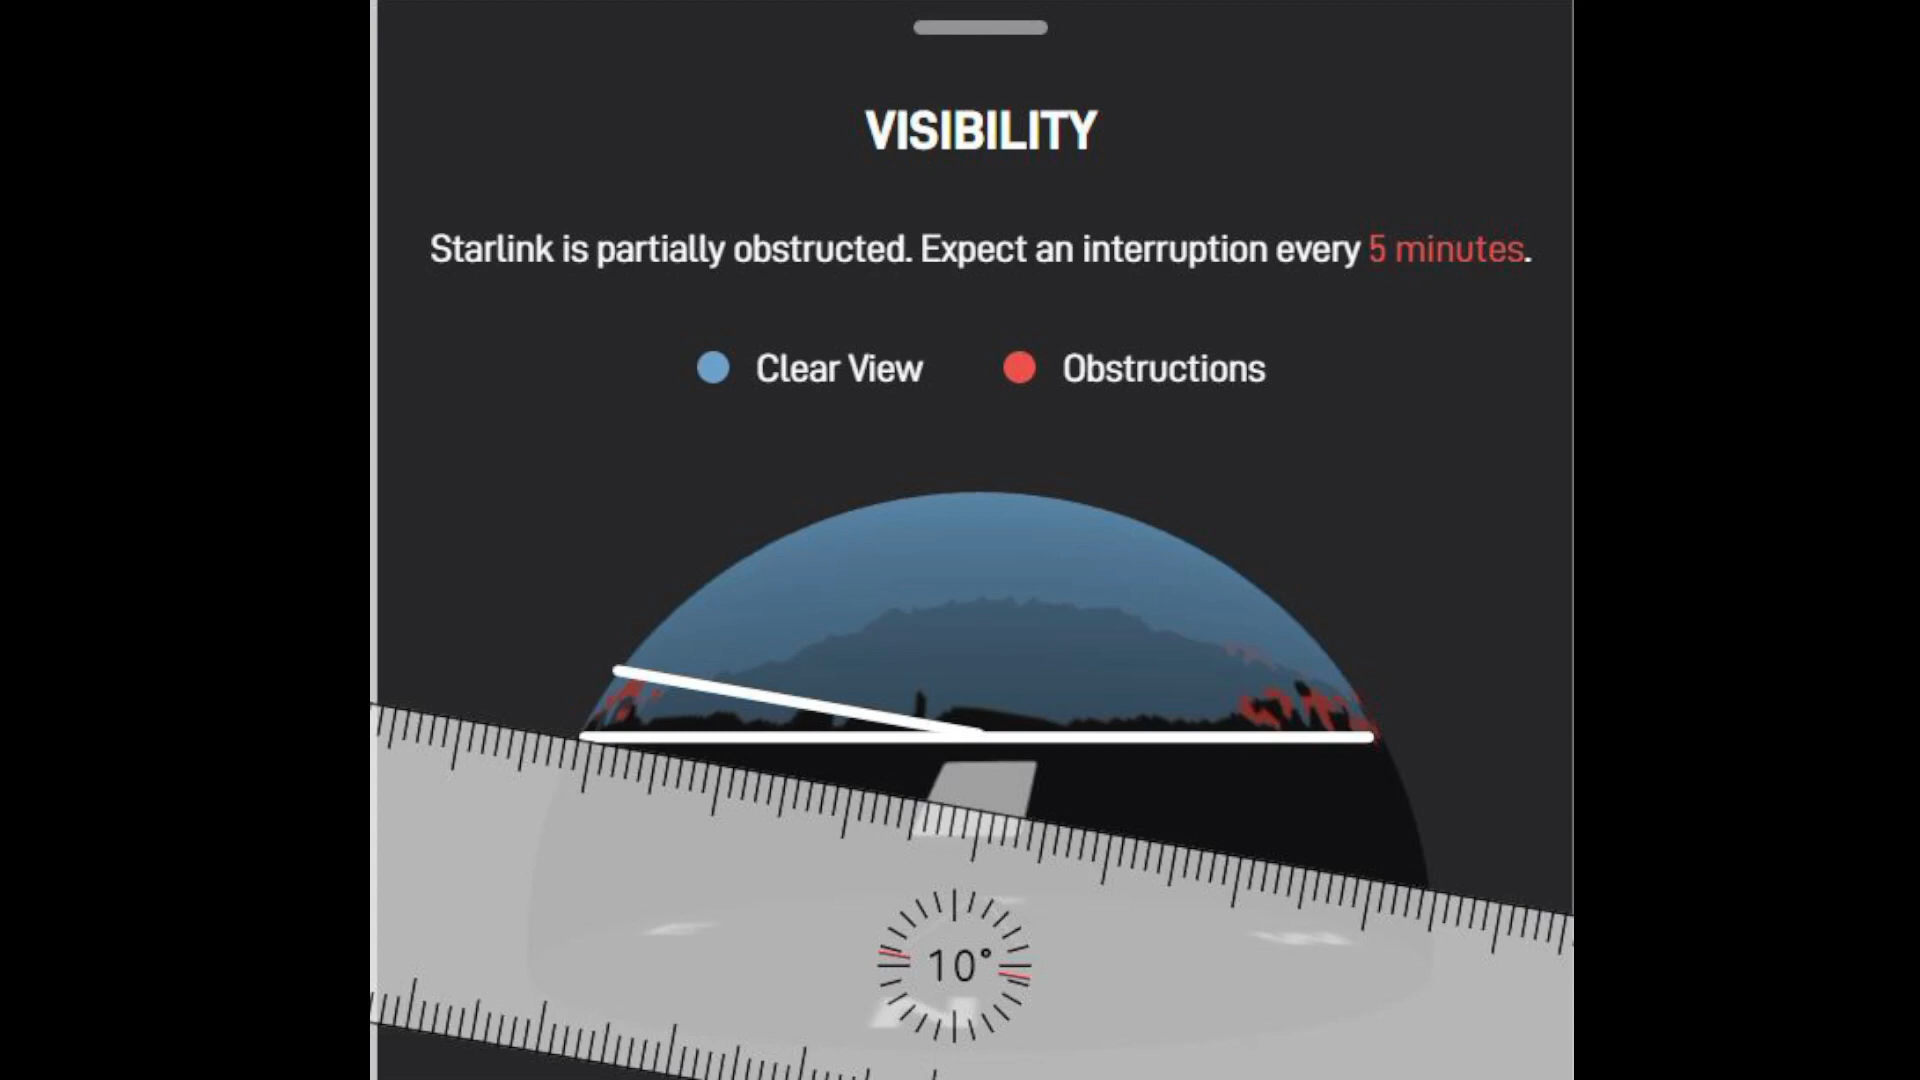 VISIBILITY
Starlink is partially obstructed. Expect an interruption every 5 minutes.
Clear View Obstructions
10°